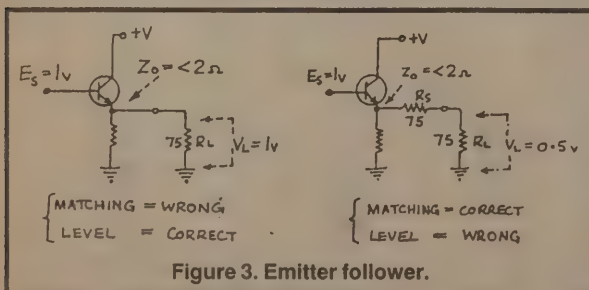 +V
Es = 1v
Zo = <2Ω
75 RL
VL = 1v
MATCHING = WRONG
LEVEL = CORRECT
+V
Es = 1v
Zo = <2Ω
Rs
75
75 RL
VL = 0.5v
MATCHING = CORRECT
LEVEL = WRONG
Figure 3. Emitter follower.